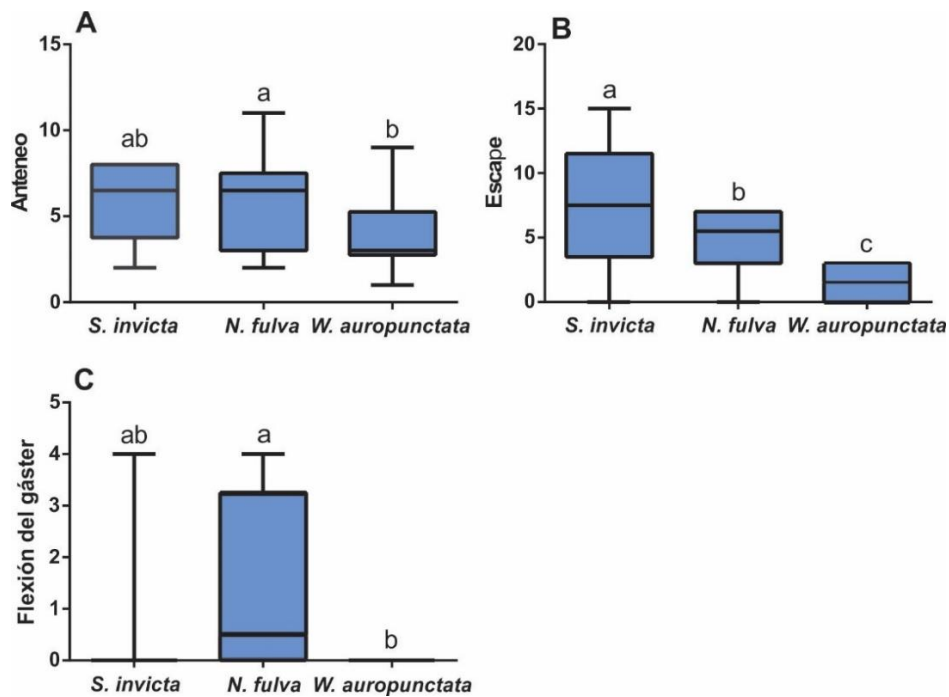 A
15
10
5
0
Anteneo
ab
a
b
S. invicta N. fulva W. auropunctata
B
20
15
10
5
0
Escape
a
b
c
S. invicta N. fulva W. auropunctata
C
5
4
3
2
1
0
Flexión del gáster
ab
a
b
S. invicta N. fulva W. auropunctata